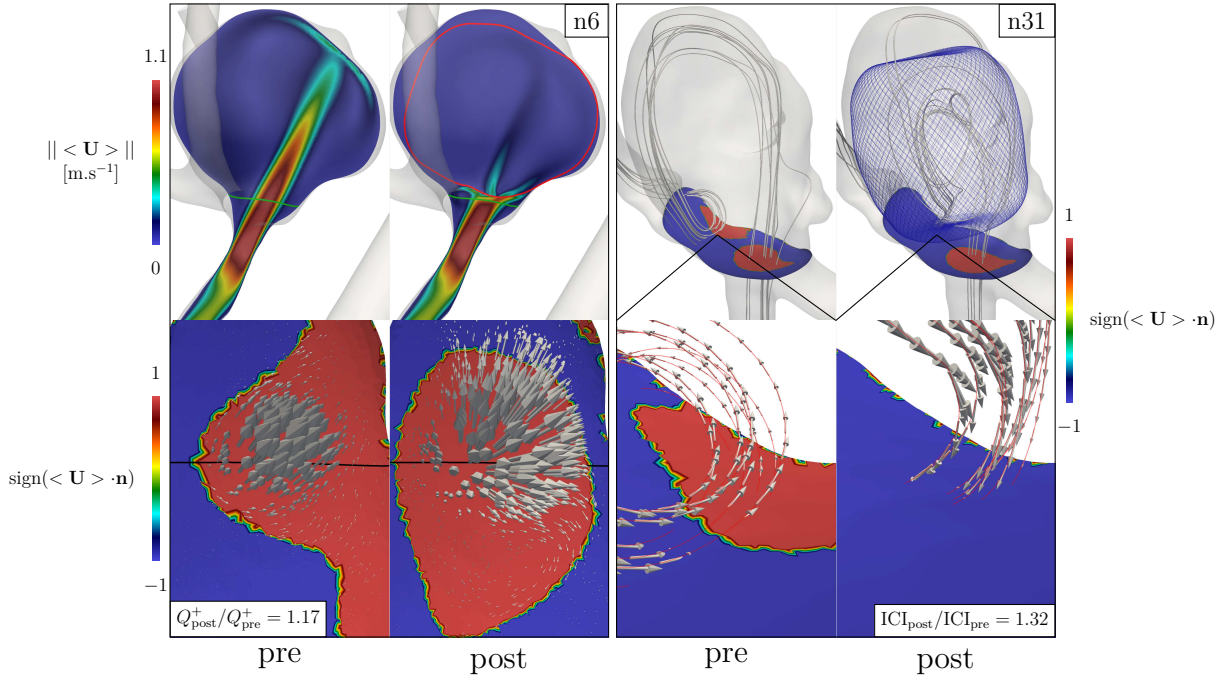 n6
n31
1.1
|| < U > ||
[m.s⁻¹]
0
1
sign(< U > ·n)
−1
1
sign(< U > ·n)
−1
Q⁺post/Q⁺pre = 1.17
ICIpost/ICIpre = 1.32
pre
post
pre
post